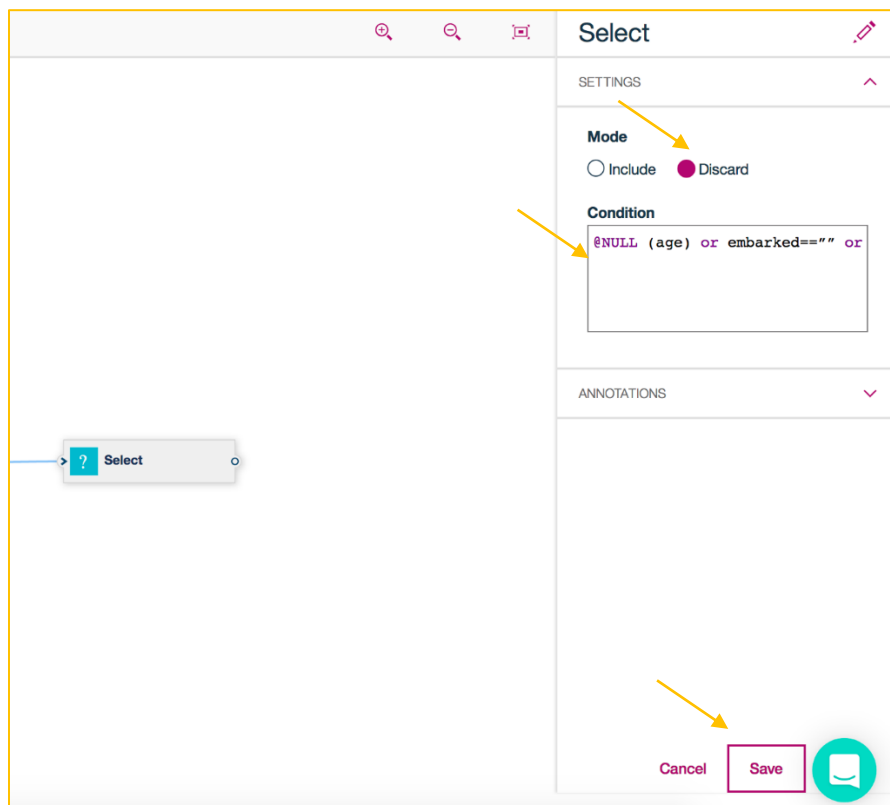 Select
SETTINGS
Mode
Include Discard
Condition
@NULL (age) or embarked=="" or
ANNOTATIONS
? Select
Cancel Save